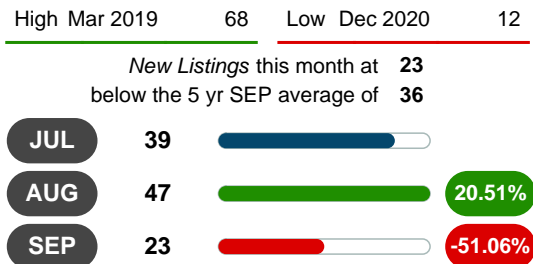 High Mar 2019 68 Low Dec 2020 12
New Listings this month at 23
below the 5 yr SEP average of 36
JUL 39
AUG 47 20.51%
SEP 23 -51.06%